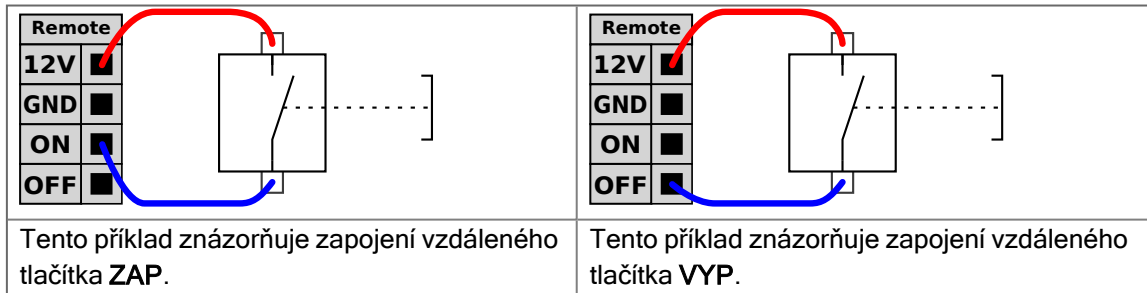 Remote
12V
GND
ON
OFF
Tento příklad znázorňuje zapojení vzdáleného
tlačítka ZAP.
Remote
12V
GND
ON
OFF
Tento příklad znázorňuje zapojení vzdáleného
tlačítka VYP.